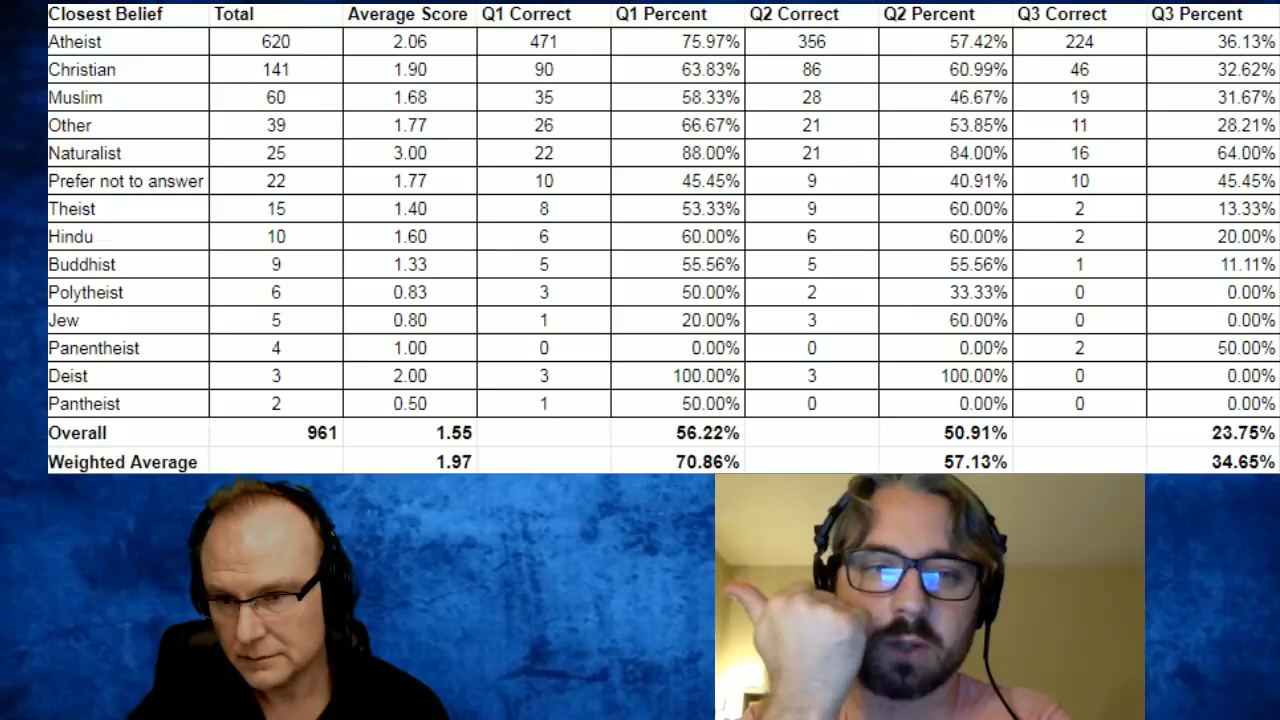 Closest Belief Total Average Score Q1 Correct Q1 Percent Q2 Correct Q2 Percent Q3 Correct Q3 Percent
Atheist 620 2.06 471 75.97% 356 57.42% 224 36.13%
Christian 141 1.90 90 63.83% 86 60.99% 46 32.62%
Muslim 60 1.68 35 58.33% 28 46.67% 19 31.67%
Other 39 1.77 26 66.67% 21 53.85% 11 28.21%
Naturalist 25 3.00 22 88.00% 21 84.00% 16 64.00%
Prefer not to answer 22 1.77 10 45.45% 9 40.91% 10 45.45%
Theist 15 1.40 8 53.33% 9 60.00% 2 13.33%
Hindu 10 1.60 6 60.00% 6 60.00% 2 20.00%
Buddhist 9 1.33 5 55.56% 5 55.56% 1 11.11%
Polytheist 6 0.83 3 50.00% 2 33.33% 0 0.00%
Jew 5 0.80 1 20.00% 3 60.00% 0 0.00%
Panentheist 4 1.00 0 0.00% 0 0.00% 2 50.00%
Deist 3 2.00 3 100.00% 3 100.00% 0 0.00%
Pantheist 2 0.50 1 50.00% 0 0.00% 0 0.00%
Overall 961 1.55 56.22% 50.91% 23.75%
Weighted Average 1.97 70.86% 57.13% 34.65%